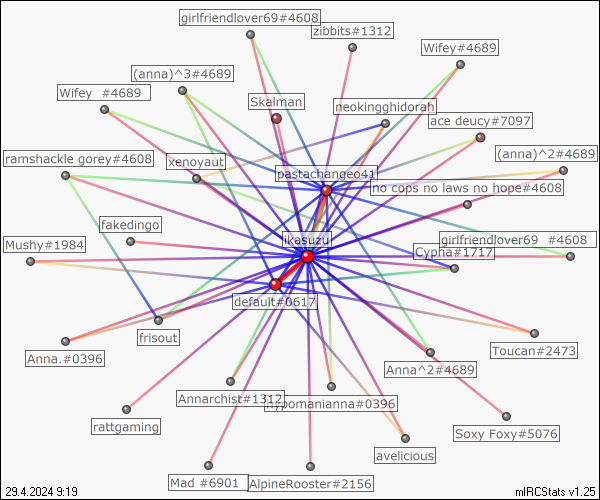 girlfriendlover69#4608
zibbits#1312
Wifey#4689
(anna)^3#4689
Wifey  #4689
Skalman
neokingghidorah
ace deucy#7097
ramshackle gorey#4608
xenoyaut
(anna)^2#4689
pastachangeo41
no cops no laws no hope#4608
fakedingo
ikasuzu
girlfriendlover69  #4608
Mushy#1984
Cypha#1717
default#0617
frisout
Toucan#2473
Anna.#0396
Anna^2#4689
Annarchist#1312
hypomanianna#0396
rattgaming
Soxy Foxy#5076
avelicious
Mad #6901
AlpineRooster#2156
29.4.2024 9:19
mIRCStats v1.25